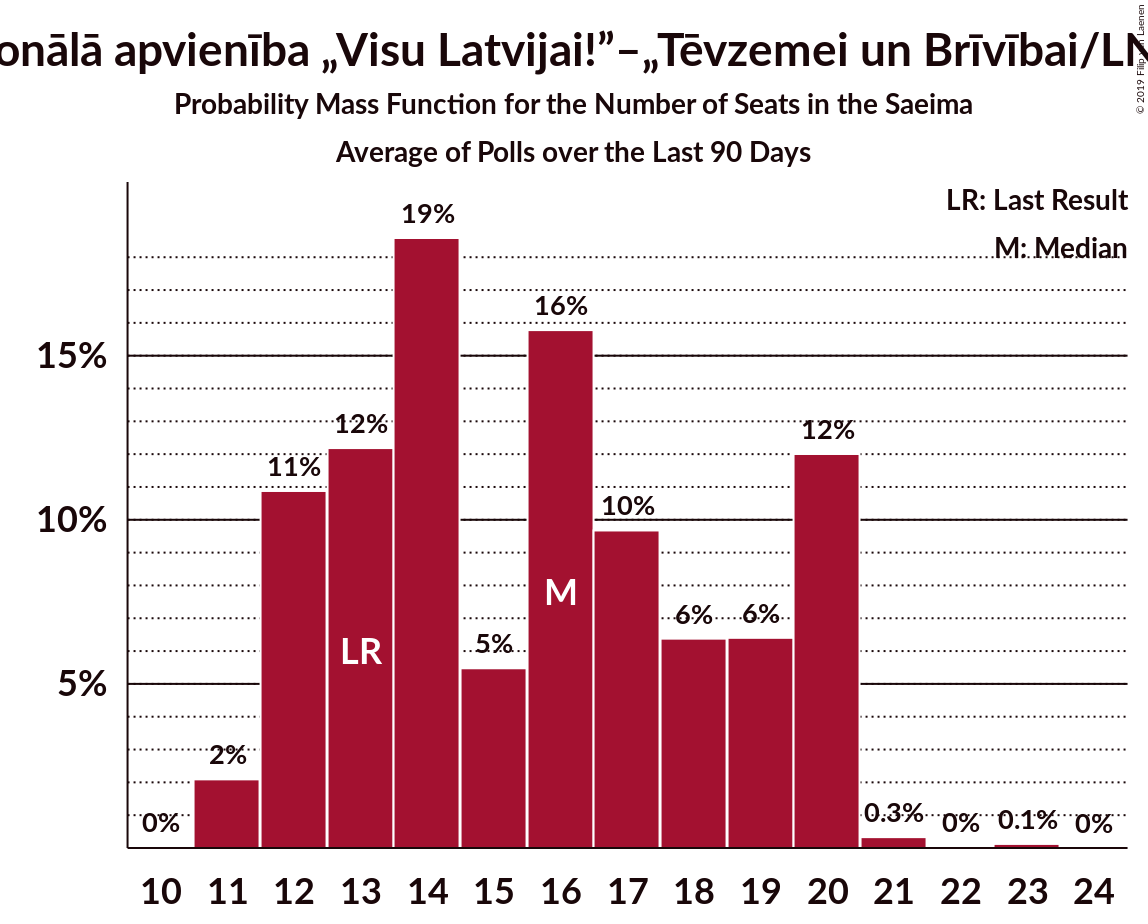 onālā apvienība „Visu Latvijai!”–„Tēvzemei un Brīvībai/LN
© 2019 Filip van Laenen
Probability Mass Function for the Number of Seats in the Saeima
Average of Polls over the Last 90 Days
LR: Last Result
M: Median
19%
16%
15%
12%
12%
11%
10%
10%
6%
6%
5%
5%
2%
0%
0.3%
0%
0.1%
0%
LR
M
10 11 12 13 14 15 16 17 18 19 20 21 22 23 24